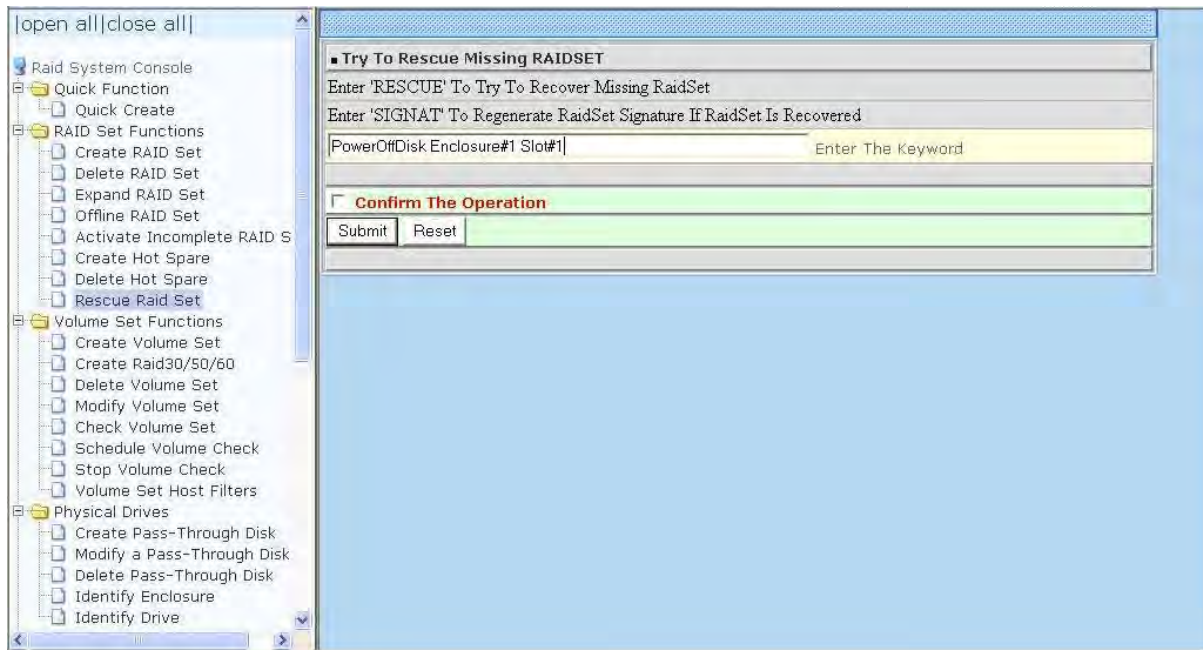 |open all|close all|
Raid System Console
Quick Function
Quick Create
RAID Set Functions
Create RAID Set
Delete RAID Set
Expand RAID Set
Offline RAID Set
Activate Incomplete RAID S
Create Hot Spare
Delete Hot Spare
Rescue Raid Set
Volume Set Functions
Create Volume Set
Create Raid30/50/60
Delete Volume Set
Modify Volume Set
Check Volume Set
Schedule Volume Check
Stop Volume Check
Volume Set Host Filters
Physical Drives
Create Pass-Through Disk
Modify a Pass-Through Disk
Delete Pass-Through Disk
Identify Enclosure
Identify Drive
Try To Rescue Missing RAIDSET
Enter 'RESCUE' To Try To Recover Missing RaidSet
Enter 'SIGNAT' To Regenerate RaidSet Signature If RaidSet Is Recovered
PowerOffDisk Enclosure#1 Slot#1 Enter The Keyword
Confirm The Operation
Submit Reset